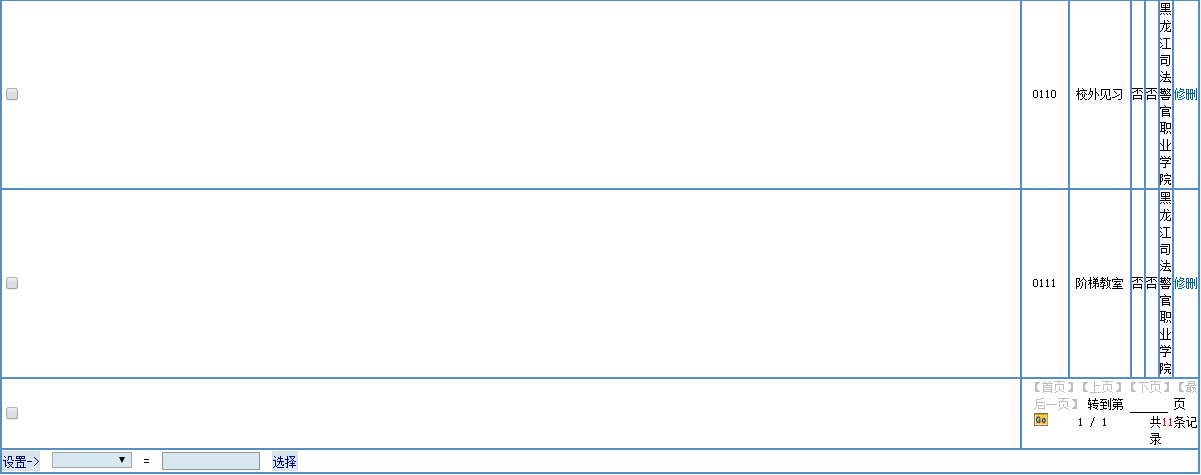 0110 校外见习 否 否 黑龙江司法警官职业学院 修删
0111 阶梯教室 否 否 黑龙江司法警官职业学院 修删
【首页】【上页】【下页】【最
后一页】 转到第 ______ 页
Go 1 / 1 共11条记
录
设置-> = 选择